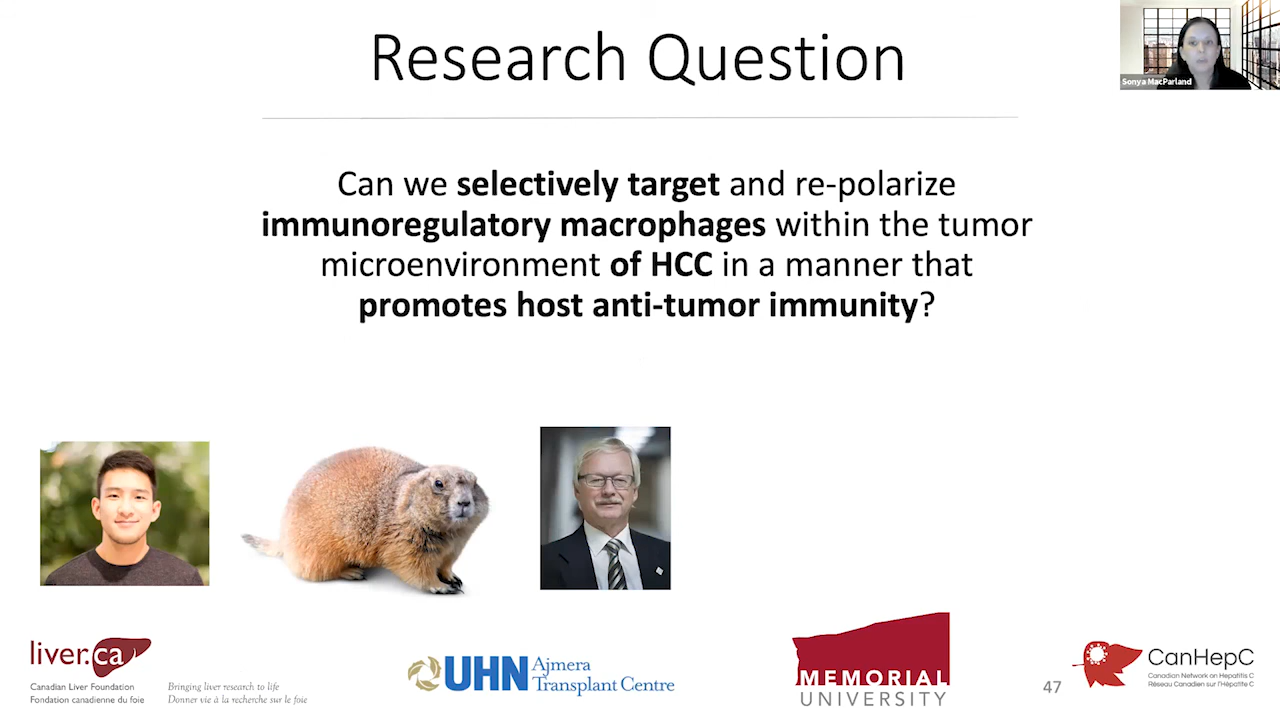 Research Question
Sonya MacParland
Can we selectively target and re-polarize
immunoregulatory macrophages within the tumor
microenvironment of HCC in a manner that
promotes host anti-tumor immunity?
liver.ca
Canadian Liver Foundation
Fondation canadienne du foie
Bringing liver research to life
Donner vie à la recherche sur le foie
UHN Ajmera
Transplant Centre
MEMORIAL
UNIVERSITY
47
CanHepC
Canadian Network on Hepatitis C
Réseau Canadien sur l'Hépatite C